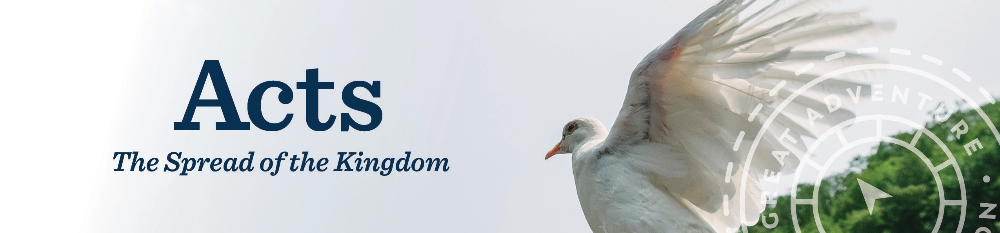 Acts
The Spread of the Kingdom
GREAT ADVENTURE